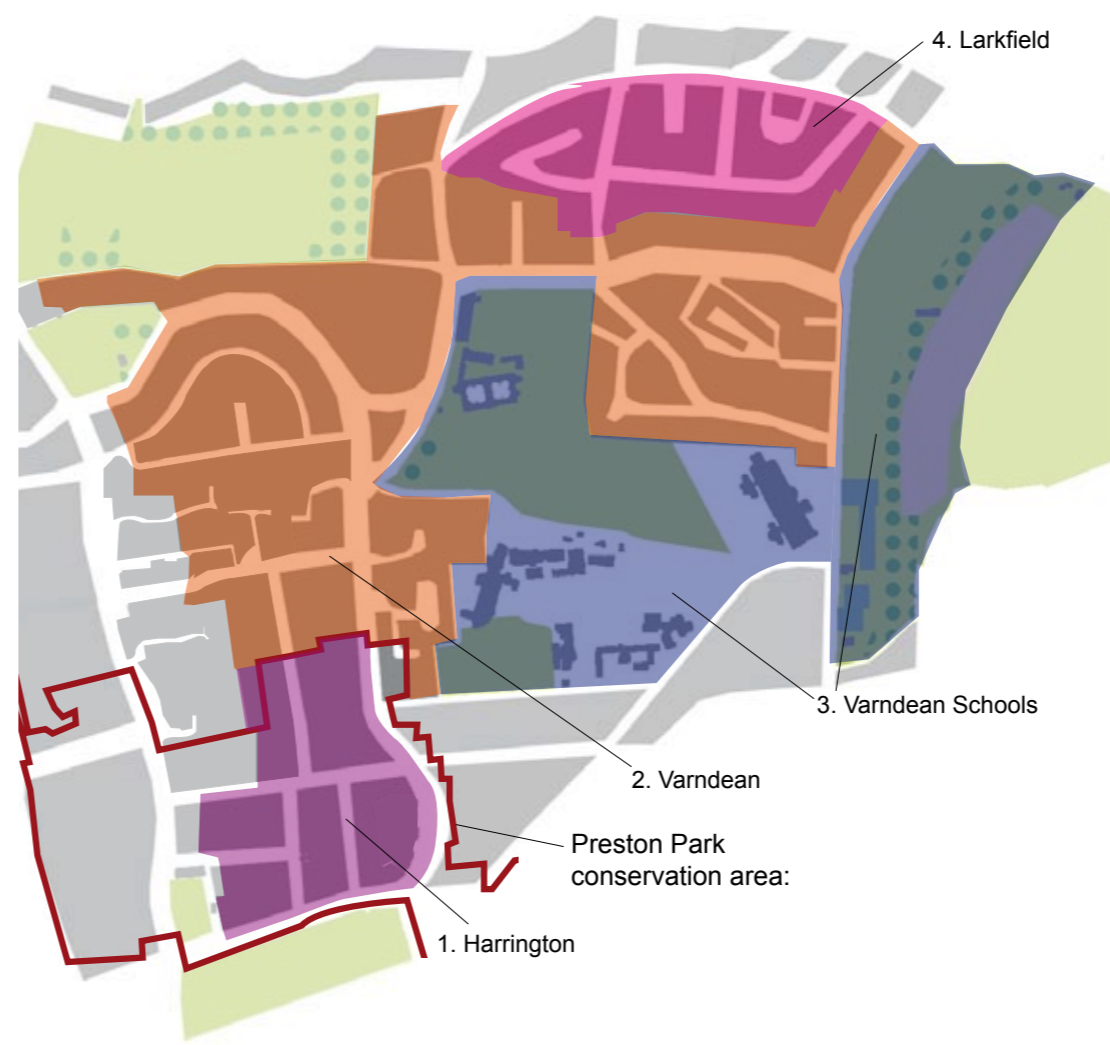 4. Larkfield
3. Varndean Schools
2. Varndean
Preston Park
conservation area:
1. Harrington